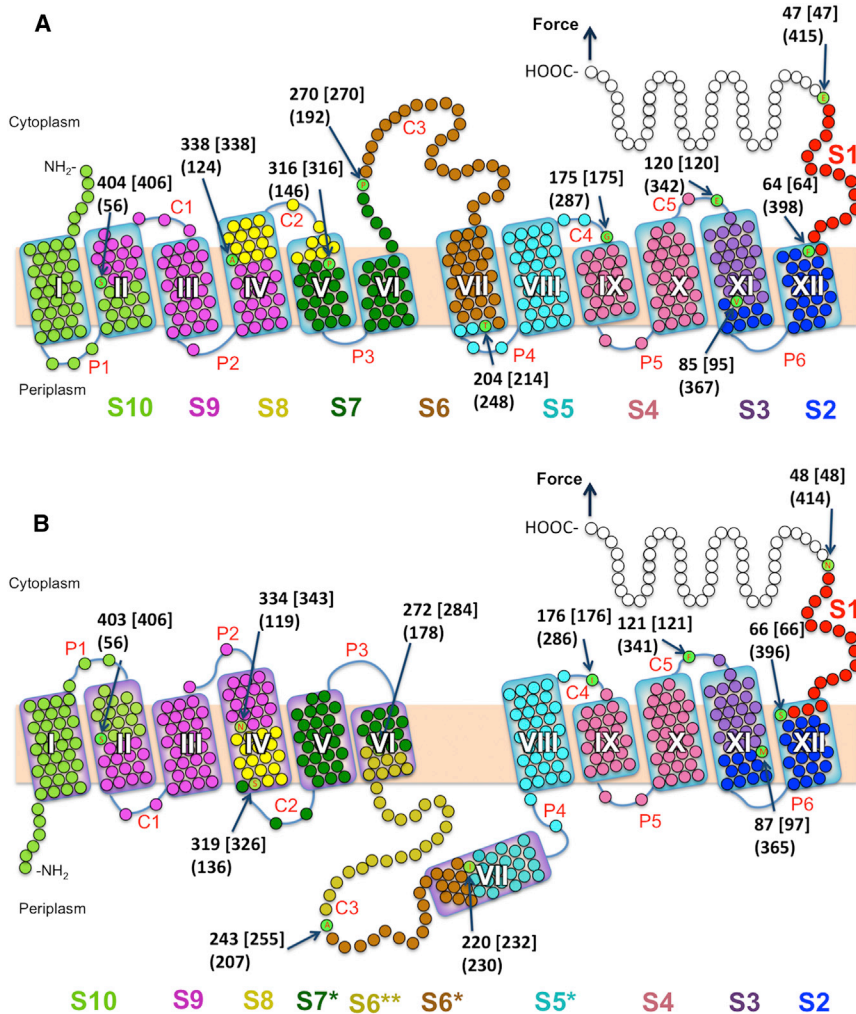 A
Force
47 [47]
(415)
HOOC-
E
Cytoplasm
NH2-
270 [270]
(192)
C3
338 [338]
(124)
316 [316]
(146)
404 [406]
(56)
C1
C2
175 [175]
(287)
C4
120 [120]
(342)
C5
64 [64]
(398)
S1
I
II
III
IV
V
VI
VII
VIII
IX
X
XI
XII
P1
P2
P3
P4
P5
P6
204 [214]
(248)
85 [95]
(367)
Periplasm
S10
S9
S8
S7
S6
S5
S4
S3
S2
B
Force
48 [48]
(414)
HOOC-
N
Cytoplasm
403 [406]
(56)
P1
334 [343]
(119)
P2
272 [284]
(178)
P3
176 [176]
(286)
C4
121 [121]
(341)
C5
66 [66]
(396)
S1
I
II
III
IV
V
VI
VIII
IX
X
XI
XII
C1
C2
319 [326]
(136)
P4
P5
P6
87 [97]
(365)
-NH2
Periplasm
VII
C3
A
243 [255]
(207)
220 [232]
(230)
S10
S9
S8
S7*
S6**
S6*
S5*
S4
S3
S2